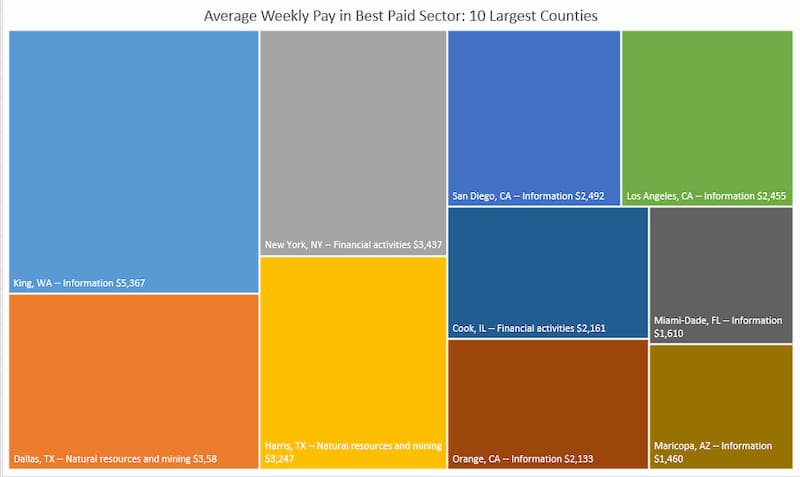 Average Weekly Pay in Best Paid Sector: 10 Largest Counties
King, WA -- Information $5,367
Dallas, TX -- Natural resources and mining $3,58
New York, NY -- Financial activities $3,437
Harris, TX -- Natural resources and mining
$3,247
San Diego, CA -- Information $2,492
Los Angeles, CA -- Information $2,455
Cook, IL -- Financial activities $2,161
Orange, CA -- Information $2,133
Miami-Dade, FL -- Information
$1,610
Maricopa, AZ -- Information
$1,460